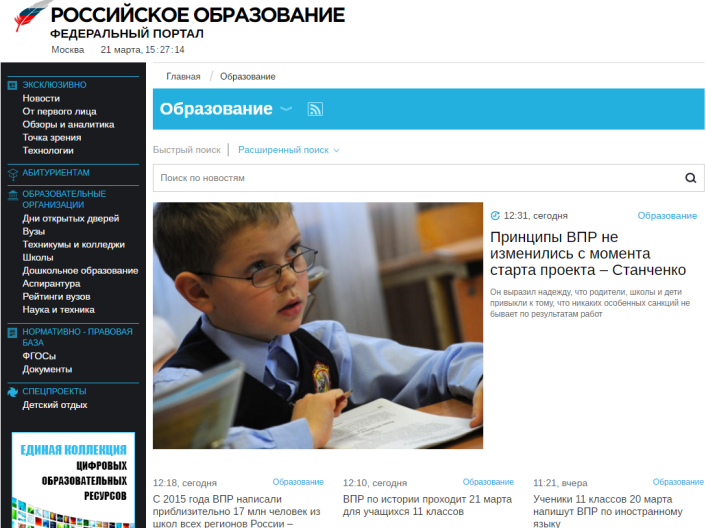 РОССИЙСКОЕ ОБРАЗОВАНИЕ
ФЕДЕРАЛЬНЫЙ ПОРТАЛ
Москва 21 марта, 15:27:14
ЭКСКЛЮЗИВНО
Новости
От первого лица
Обзоры и аналитика
Точка зрения
Технологии
АБИТУРИЕНТАМ
ОБРАЗОВАТЕЛЬНЫЕ
ОРГАНИЗАЦИИ
Дни открытых дверей
Вузы
Техникумы и колледжи
Школы
Дошкольное образование
Аспирантура
Рейтинги вузов
Наука и техника
НОРМАТИВНО - ПРАВОВАЯ
БАЗА
ФГОСы
Документы
СПЕЦПРОЕКТЫ
Детский отдых
ЕДИНАЯ КОЛЛЕКЦИЯ
ЦИФРОВЫХ
ОБРАЗОВАТЕЛЬНЫХ
РЕСУРСОВ
Главная / Образование
Образование
Быстрый поиск | Расширенный поиск
Поиск по новостям
12:31, сегодня Образование
Принципы ВПР не
изменились с момента
старта проекта – Станченко
Он выразил надежду, что родители, школы и дети
привыкли к тому, что никаких особенных санкций не
бывает по результатам работ
12:18, сегодня Образование
С 2015 года ВПР написали
приблизительно 17 млн человек из
школ всех регионов России –
12:10, сегодня Образование
ВПР по истории проходит 21 марта
для учащихся 11 классов
11:21, вчера Образование
Ученики 11 классов 20 марта
напишут ВПР по иностранному
языку